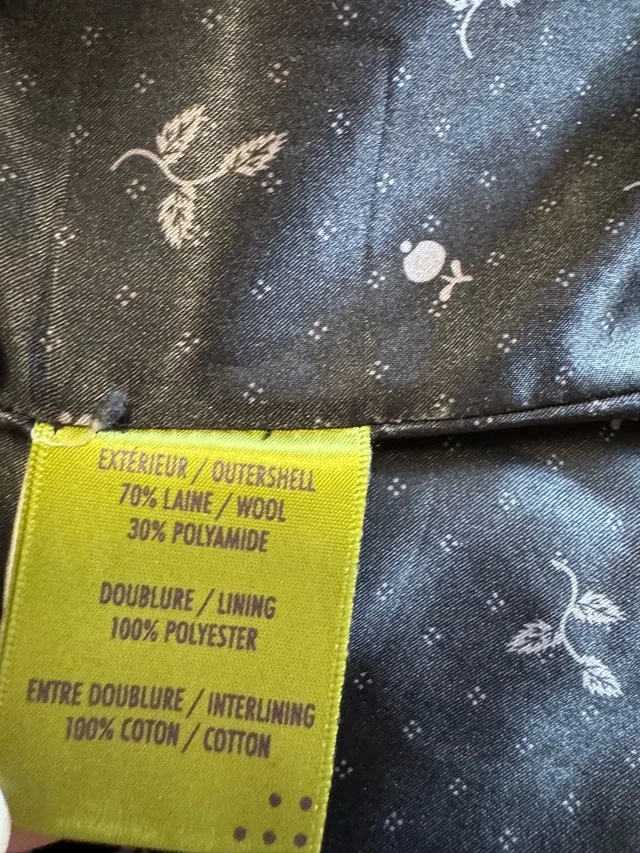 EXTÉRIEUR / OUTERSHELL
70% LAINE / WOOL
30% POLYAMIDE
DOUBLURE / LINING
100% POLYESTER
ENTRE DOUBLURE / INTERLINING
100% COTON / COTTON